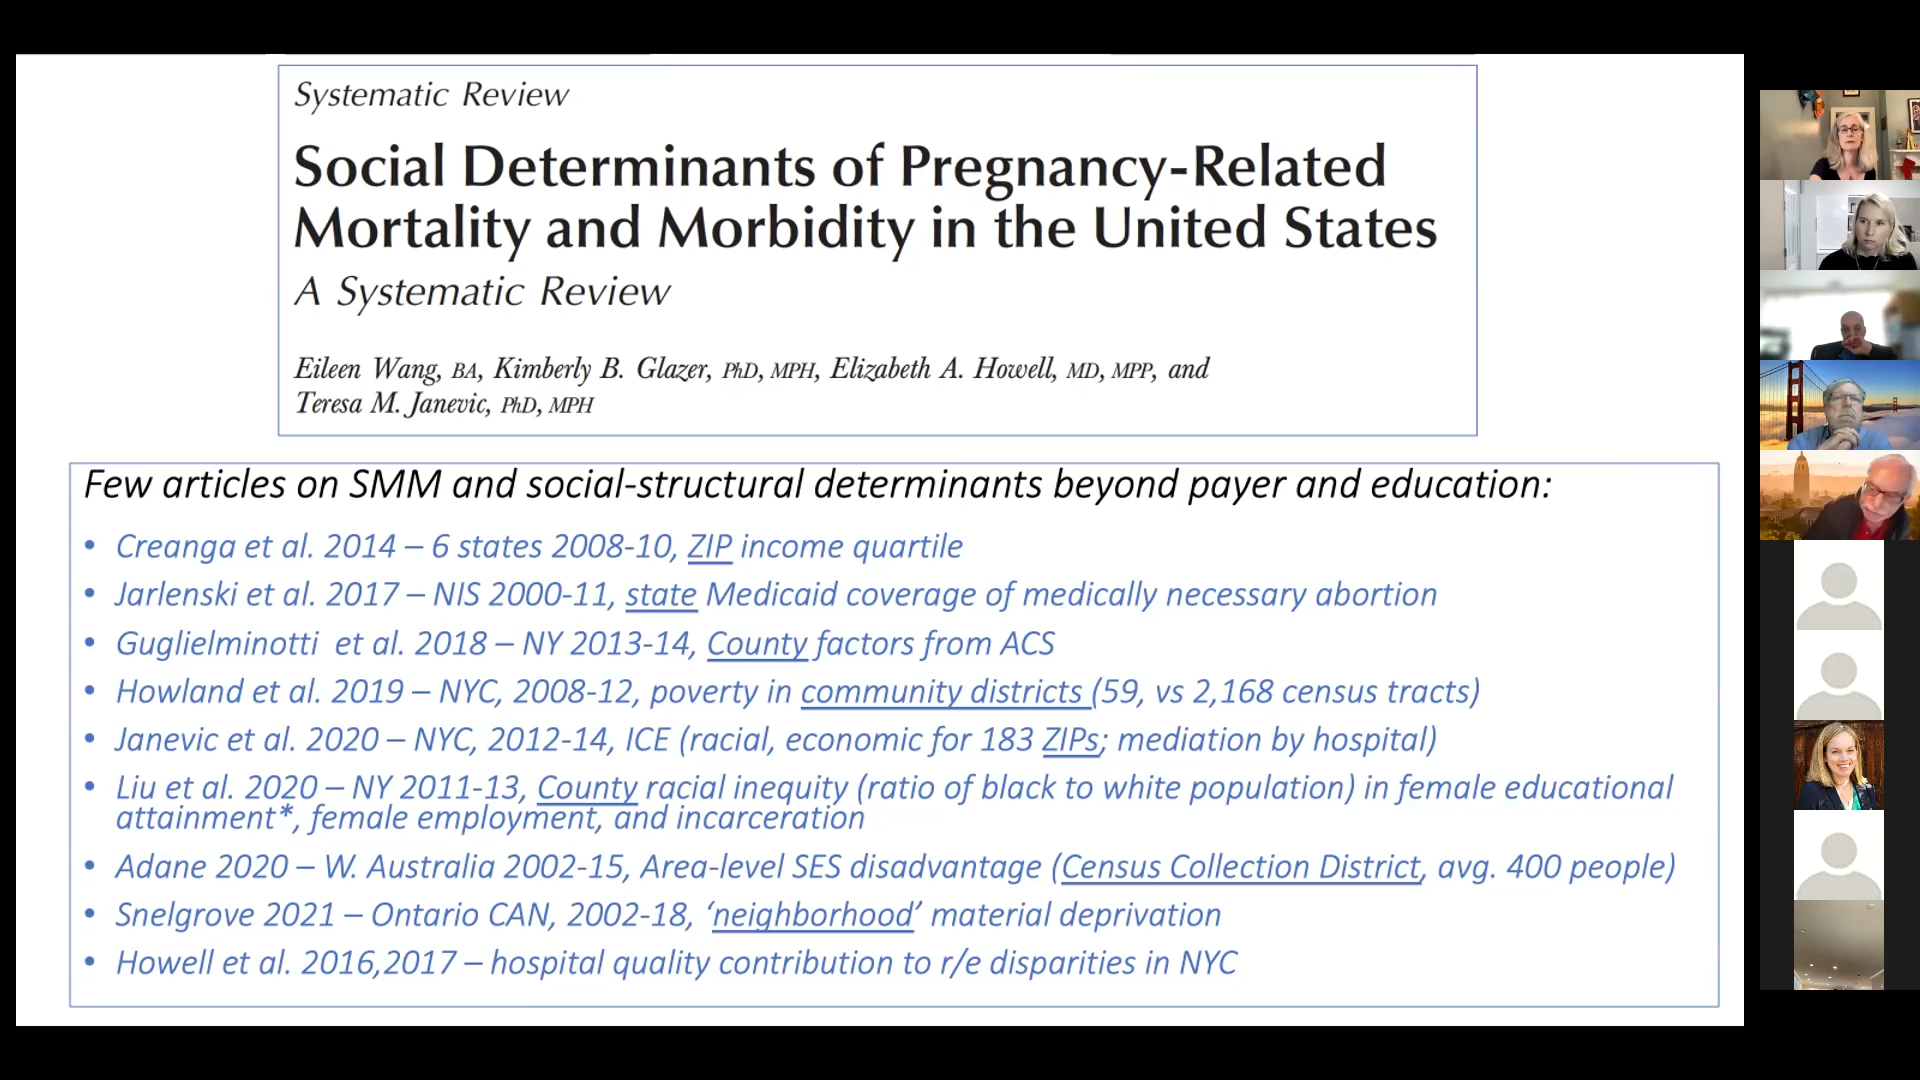 Systematic Review
Social Determinants of Pregnancy-Related
Mortality and Morbidity in the United States
A Systematic Review
Eileen Wang, BA, Kimberly B. Glazer, PhD, MPH, Elizabeth A. Howell, MD, MPP, and
Teresa M. Janevic, PhD, MPH
Few articles on SMM and social-structural determinants beyond payer and education:
• Creanga et al. 2014 – 6 states 2008-10, ZIP income quartile
• Jarlenski et al. 2017 – NIS 2000-11, state Medicaid coverage of medically necessary abortion
• Guglielminotti et al. 2018 – NY 2013-14, County factors from ACS
• Howland et al. 2019 – NYC, 2008-12, poverty in community districts (59, vs 2,168 census tracts)
• Janevic et al. 2020 – NYC, 2012-14, ICE (racial, economic for 183 ZIPs; mediation by hospital)
• Liu et al. 2020 – NY 2011-13, County racial inequity (ratio of black to white population) in female educational
attainment*, female employment, and incarceration
• Adane 2020 – W. Australia 2002-15, Area-level SES disadvantage (Census Collection District, avg. 400 people)
• Snelgrove 2021 – Ontario CAN, 2002-18, ‘neighborhood’ material deprivation
• Howell et al. 2016,2017 – hospital quality contribution to r/e disparities in NYC